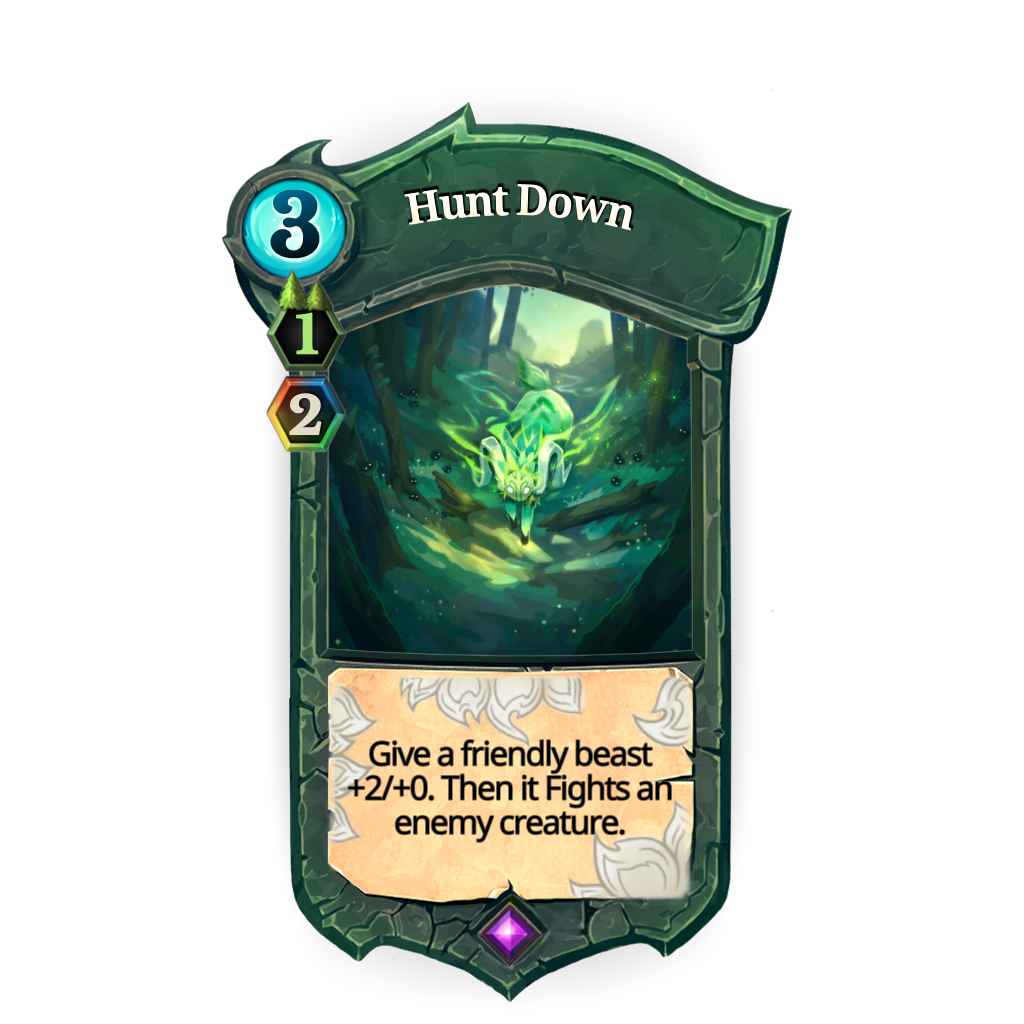 Hunt Down
3
1
2
Give a friendly beast
+2/+0. Then it Fights an
enemy creature.